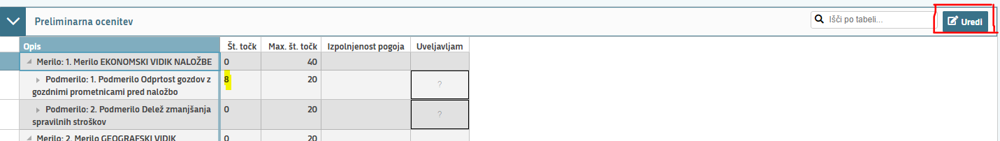 Preliminarna ocenitev
Išči po tabeli...
Uredi
Opis Št. točk Max. št. točk Izpolnjenost pogoja Uveljavljam
Merilo: 1. Merilo EKONOMSKI VIDIK NALOŽBE 0 40
Podmerilo: 1. Podmerilo Odprtost gozdov z 8 20 ?
gozdnimi prometnicami pred naložbo
Podmerilo: 2. Podmerilo Delež zmanjšanja 0 20 ?
spravilnih stroškov
Merilo: 2. Merilo GEOGRAFSKI VIDIK 0 20